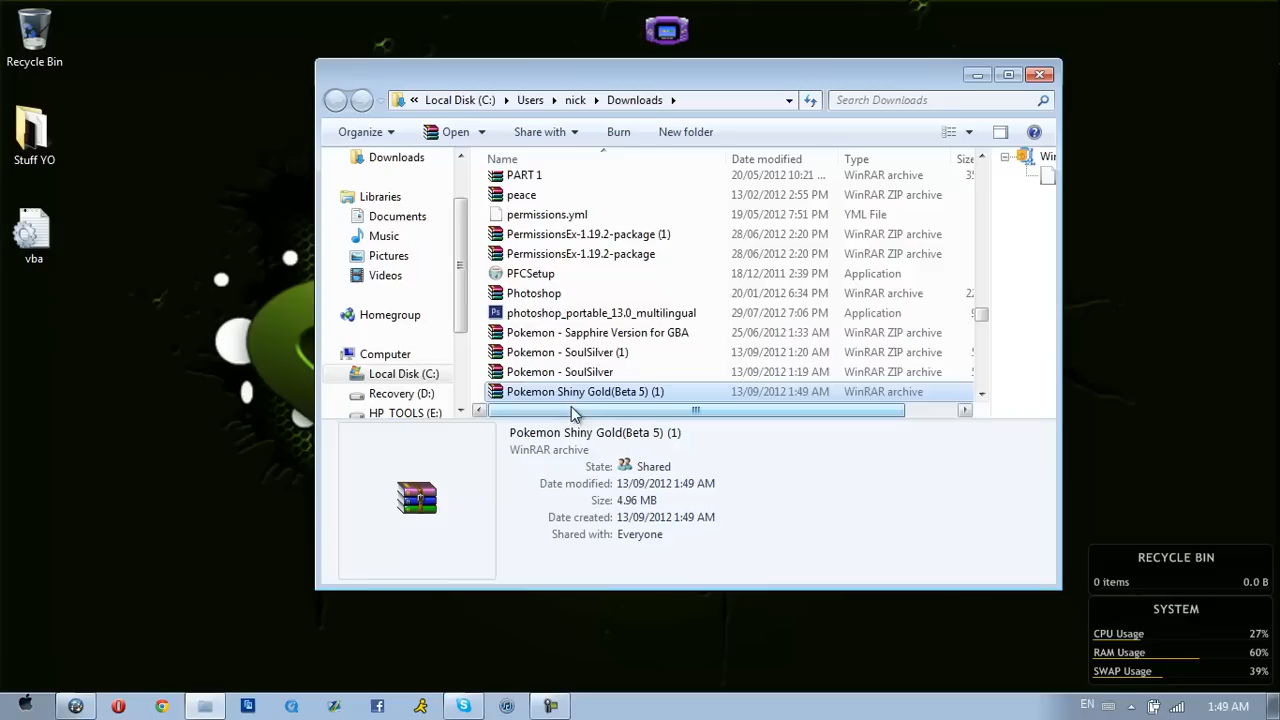 Recycle Bin
Stuff YO
vba
Local Disk (C:) Users nick Downloads
Search Downloads
Organize Open Share with Burn New folder
Downloads
Libraries
Documents
Music
Pictures
Videos
Homegroup
Computer
Local Disk (C:)
Recovery (D:)
HP_TOOLS (E:)
Name Date modified Type Size
PART 1 20/05/2012 10:21 ... WinRAR archive
peace 13/02/2012 2:55 PM WinRAR ZIP archive
permissions.yml 19/05/2012 7:51 PM YML File
PermissionsEx-1.19.2-package (1) 28/06/2012 2:20 PM WinRAR ZIP archive
PermissionsEx-1.19.2-package 28/06/2012 2:20 PM WinRAR ZIP archive
PFCSetup 18/12/2011 2:39 PM Application
Photoshop 20/01/2012 6:34 PM WinRAR archive
photoshop_portable_13.0_multilingual 29/07/2012 7:06 PM Application
Pokemon - Sapphire Version for GBA 25/06/2012 1:33 AM WinRAR ZIP archive
Pokemon - SoulSilver (1) 13/09/2012 1:20 AM WinRAR ZIP archive
Pokemon - SoulSilver 13/09/2012 1:19 AM WinRAR ZIP archive
Pokemon Shiny Gold(Beta 5) (1) 13/09/2012 1:49 AM WinRAR archive
Pokemon Shiny Gold(Beta 5) (1)
WinRAR archive
State: Shared
Date modified: 13/09/2012 1:49 AM
Size: 4.96 MB
Date created: 13/09/2012 1:49 AM
Shared with: Everyone
RECYCLE BIN
0 items 0.0 B
SYSTEM
CPU Usage 27%
RAM Usage 60%
SWAP Usage 39%
EN
1:49 AM